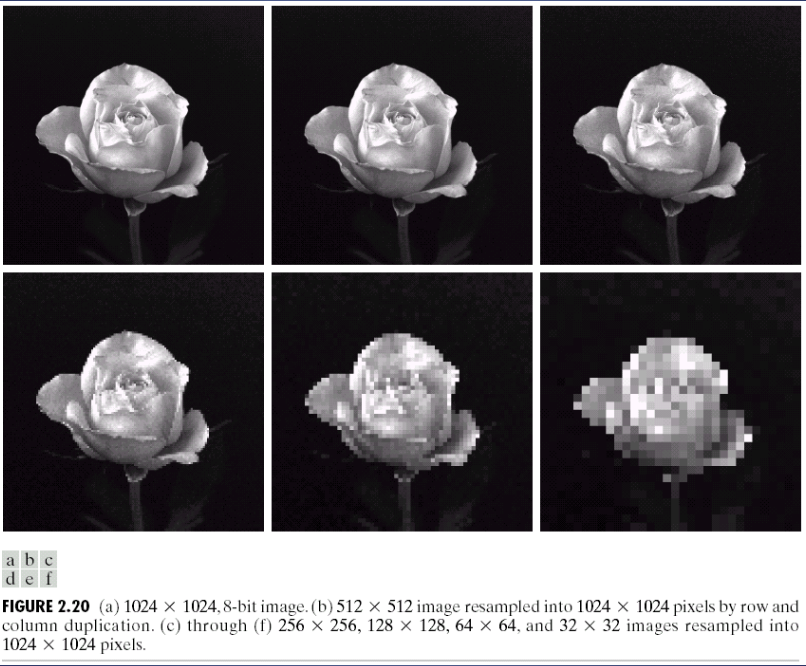 a b c
d e f
FIGURE 2.20 (a) 1024 × 1024, 8-bit image. (b) 512 × 512 image resampled into 1024 × 1024 pixels by row and
column duplication. (c) through (f) 256 × 256, 128 × 128, 64 × 64, and 32 × 32 images resampled into
1024 × 1024 pixels.